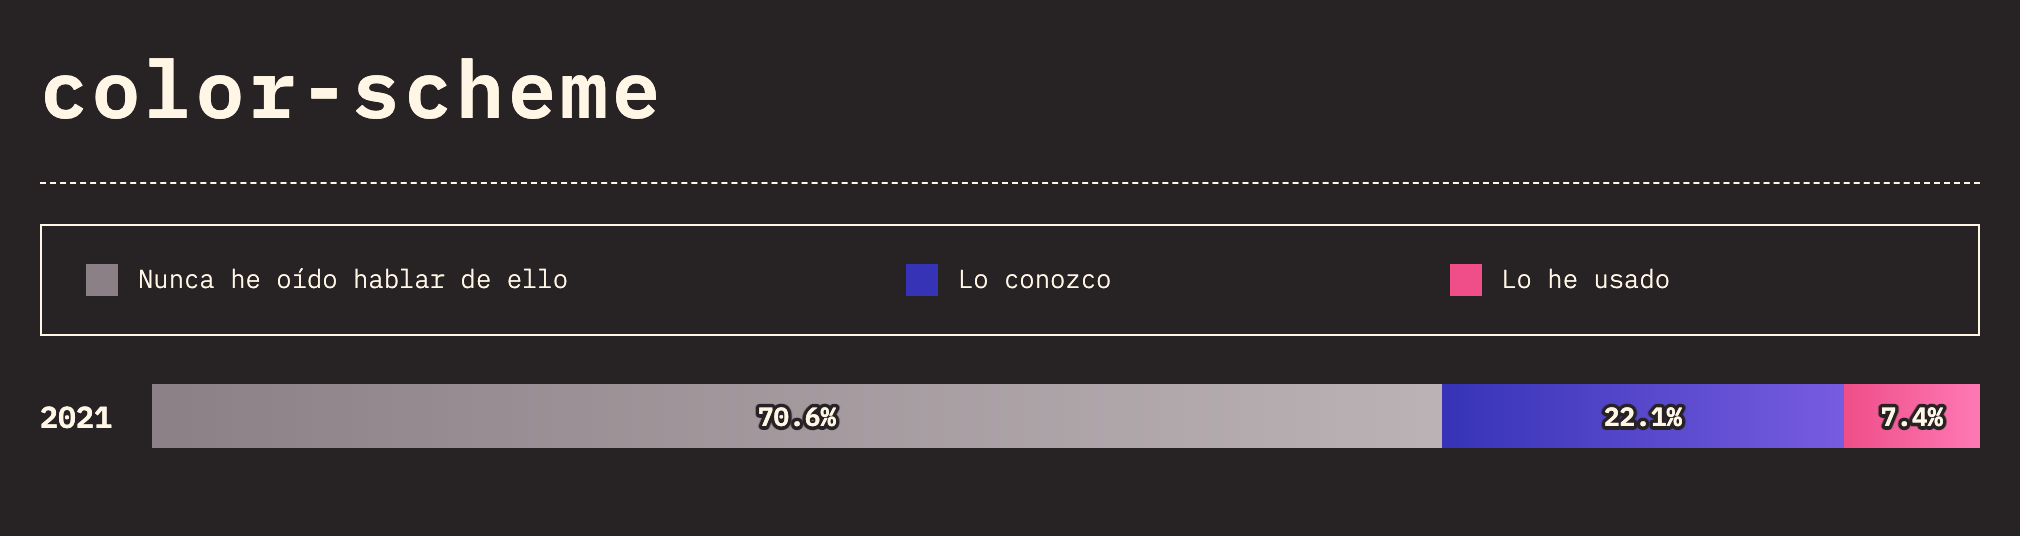 color-scheme
Nunca he oído hablar de ello
Lo conozco
Lo he usado
2021
70.6%
22.1%
7.4%